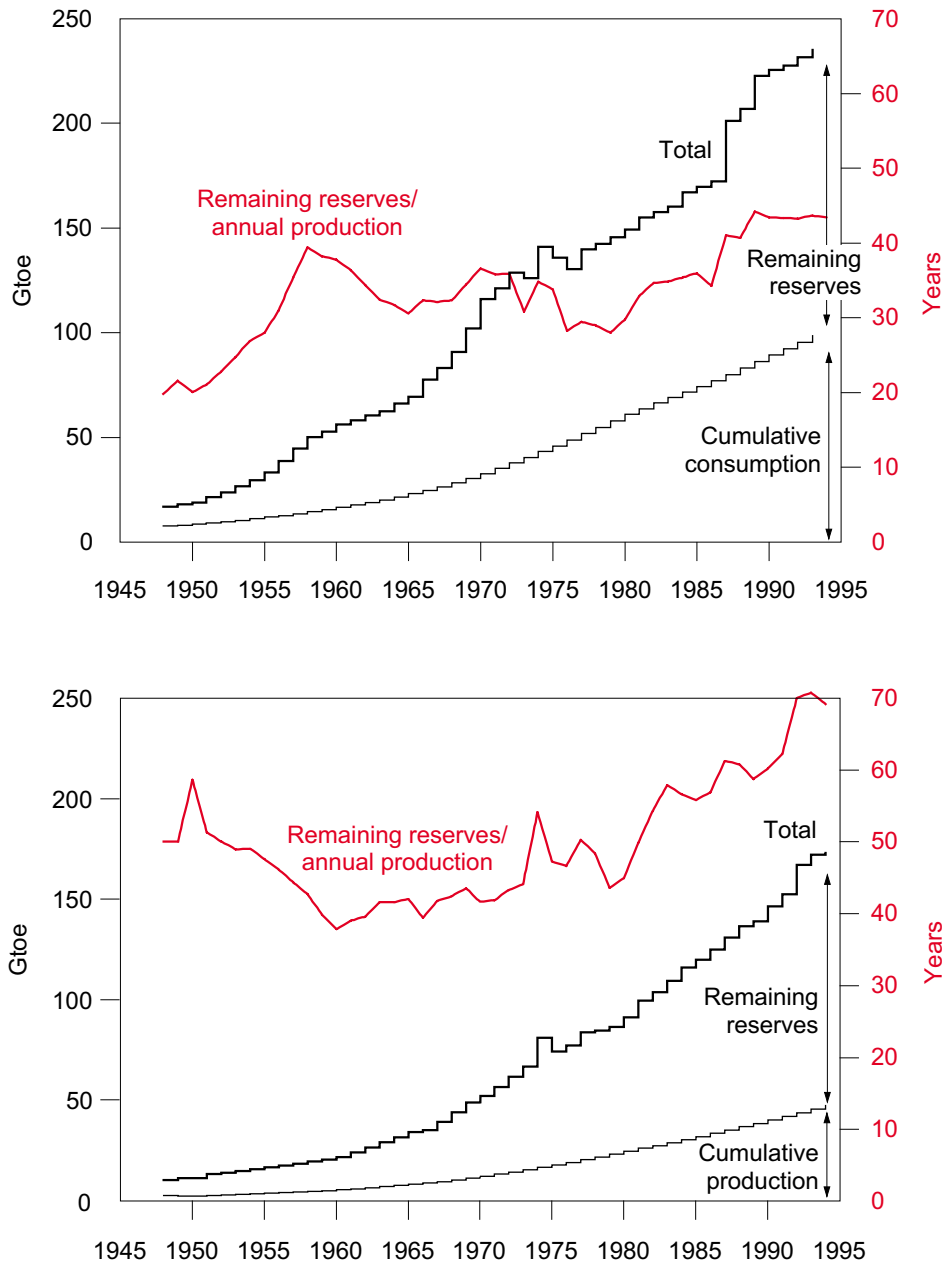 250
200
150
100
50
0
Gtoe
70
60
50
40
30
20
10
0
Years
Total
Remaining reserves/
annual production
Remaining
reserves
Cumulative
consumption
1945 1950 1955 1960 1965 1970 1975 1980 1985 1990 1995
250
200
150
100
50
0
Gtoe
70
60
50
40
30
20
10
0
Years
Remaining reserves/
annual production
Total
Remaining
reserves
Cumulative
production
1945 1950 1955 1960 1965 1970 1975 1980 1985 1990 1995